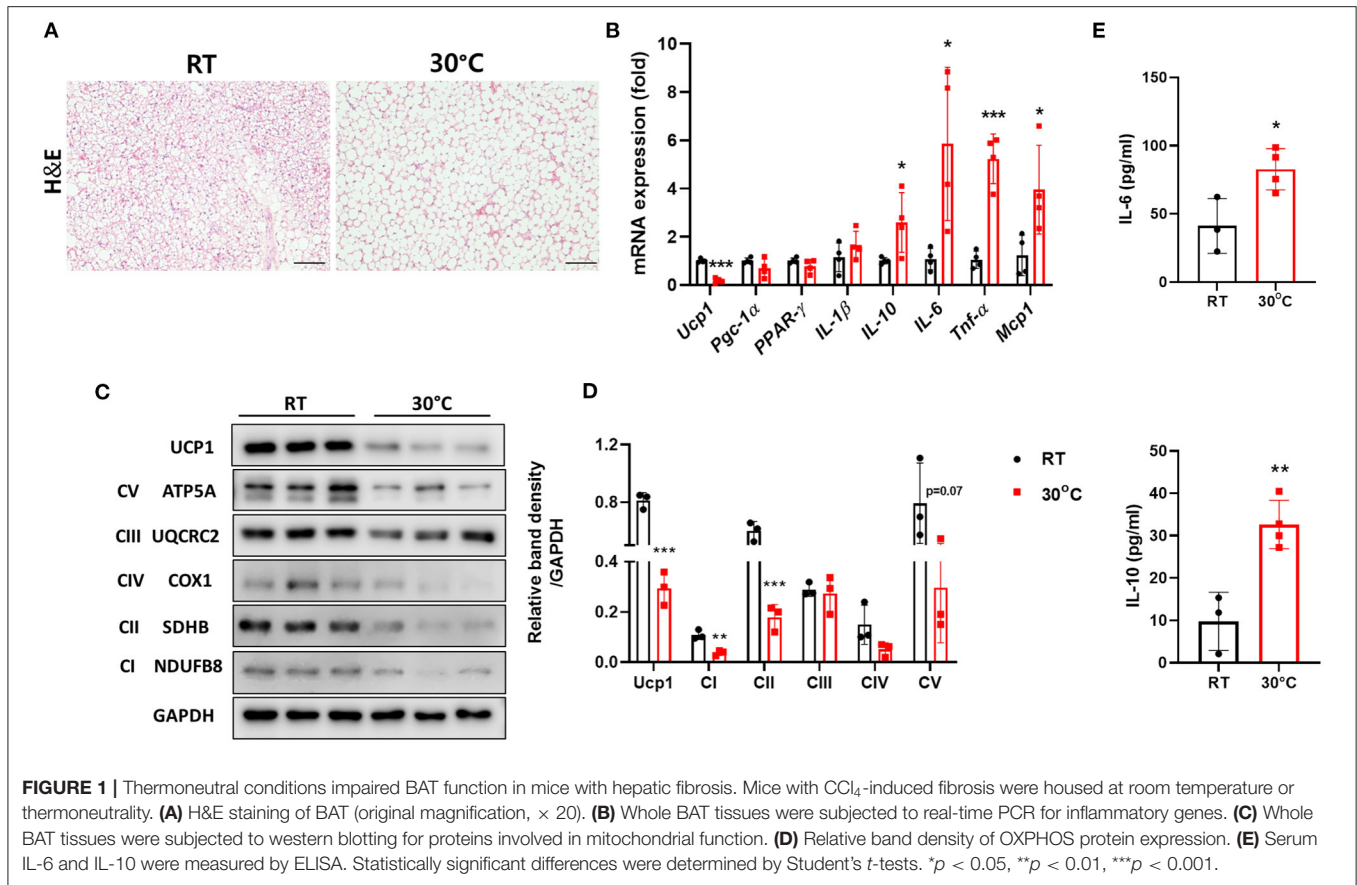 A
RT
30°C
H&E
B
mRNA expression (fold)
10
8
6
4
2
0
***
*
*
***
*
Ucp1
Pgc-1α
PPAR-γ
IL-1β
IL-10
IL-6
Tnf-α
Mcp1
E
IL-6 (pg/ml)
150
100
50
0
*
RT
30°C
C
RT
30°C
UCP1
CV ATP5A
CIII UQCRC2
CIV COX1
CII SDHB
CI NDUFB8
GAPDH
D
Relative band density
/GAPDH
1.2
0.8
0.4
0.2
0.0
***
**
***
p=0.07
Ucp1
CI
CII
CIII
CIV
CV
RT
30°C
IL-10 (pg/ml)
50
40
30
20
10
0
**
RT
30°C
FIGURE 1 | Thermoneutral conditions impaired BAT function in mice with hepatic fibrosis. Mice with CCl₄-induced fibrosis were housed at room temperature or
thermoneutrality. (A) H&E staining of BAT (original magnification, × 20). (B) Whole BAT tissues were subjected to real-time PCR for inflammatory genes. (C) Whole
BAT tissues were subjected to western blotting for proteins involved in mitochondrial function. (D) Relative band density of OXPHOS protein expression. (E) Serum
IL-6 and IL-10 were measured by ELISA. Statistically significant differences were determined by Student's t-tests. *p < 0.05, **p < 0.01, ***p < 0.001.